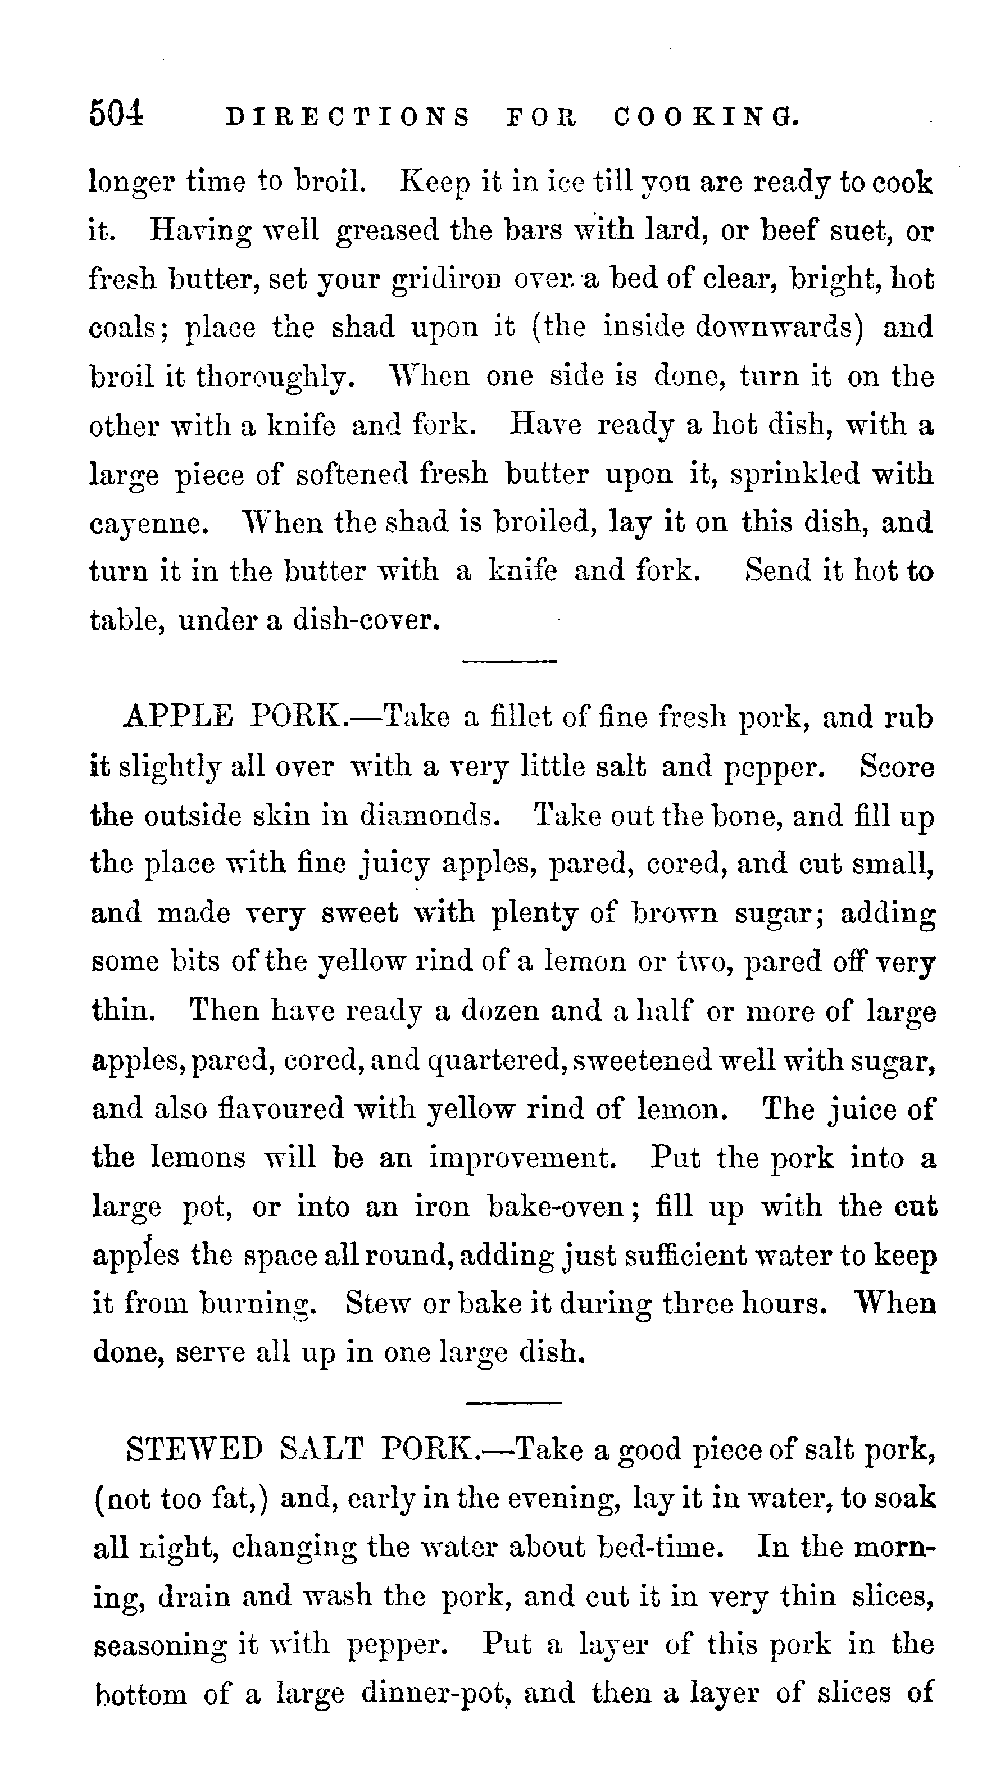 504 DIRECTIONS FOR COOKING.
longer time to broil. Keep it in ice till you are ready to cook
it. Having well greased the bars with lard, or beef suet, or
fresh butter, set your gridiron over a bed of clear, bright, hot
coals; place the shad upon it (the inside downwards) and
broil it thoroughly. When one side is done, turn it on the
other with a knife and fork. Have ready a hot dish, with a
large piece of softened fresh butter upon it, sprinkled with
cayenne. When the shad is broiled, lay it on this dish, and
turn it in the butter with a knife and fork. Send it hot to
table, under a dish-cover.
APPLE PORK.—Take a fillet of fine fresh pork, and rub
it slightly all over with a very little salt and pepper. Score
the outside skin in diamonds. Take out the bone, and fill up
the place with fine juicy apples, pared, cored, and cut small,
and made very sweet with plenty of brown sugar; adding
some bits of the yellow rind of a lemon or two, pared off very
thin. Then have ready a dozen and a half or more of large
apples, pared, cored, and quartered, sweetened well with sugar,
and also flavoured with yellow rind of lemon. The juice of
the lemons will be an improvement. Put the pork into a
large pot, or into an iron bake-oven; fill up with the cut
apples the space all round, adding just sufficient water to keep
it from burning. Stew or bake it during three hours. When
done, serve all up in one large dish.
STEWED SALT PORK.—Take a good piece of salt pork,
(not too fat,) and, early in the evening, lay it in water, to soak
all night, changing the water about bed-time. In the morn-
ing, drain and wash the pork, and cut it in very thin slices,
seasoning it with pepper. Put a layer of this pork in the
bottom of a large dinner-pot, and then a layer of slices of